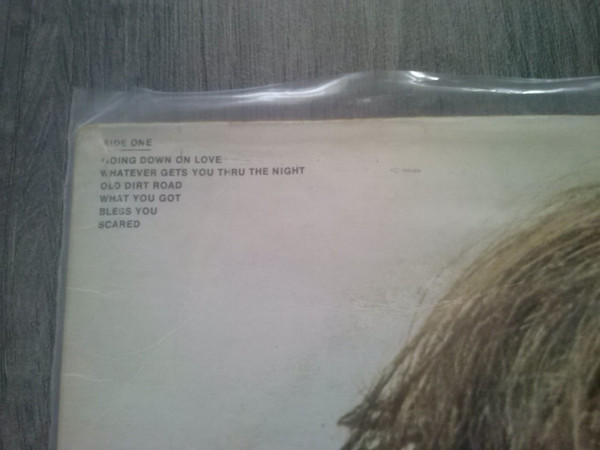 SIDE ONE
GOING DOWN ON LOVE
WHATEVER GETS YOU THRU THE NIGHT
OLD DIRT ROAD
WHAT YOU GOT
BLESS YOU
SCARED